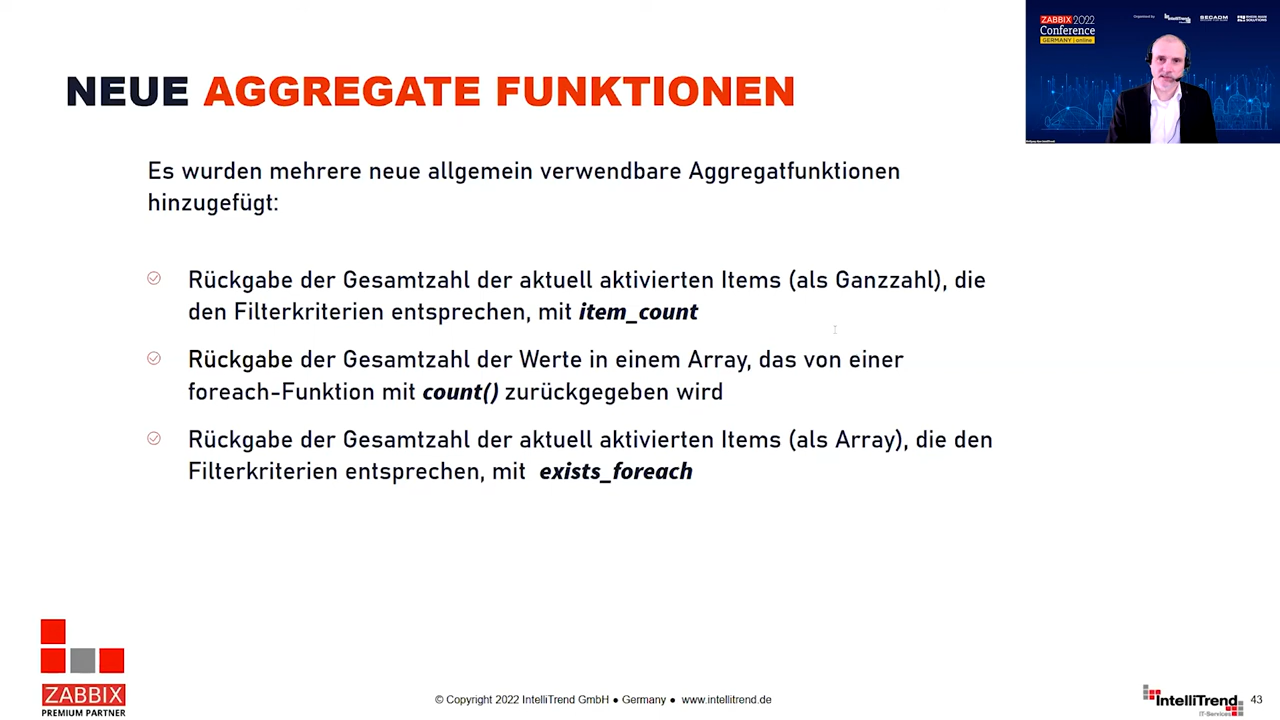 NEUE AGGREGATE FUNKTIONEN
Es wurden mehrere neue allgemein verwendbare Aggregatfunktionen
hinzugefügt:
Rückgabe der Gesamtzahl der aktuell aktivierten Items (als Ganzzahl), die
den Filterkriterien entsprechen, mit item_count
Rückgabe der Gesamtzahl der Werte in einem Array, das von einer
foreach-Funktion mit count() zurückgegeben wird
Rückgabe der Gesamtzahl der aktuell aktivierten Items (als Array), die den
Filterkriterien entsprechen, mit exists_foreach
ZABBIX 2022
Conference
GERMANY | online
Organised by
IntelliTrend
SECADM
ZABBIX
PREMIUM PARTNER
© Copyright 2022 IntelliTrend GmbH ● Germany ● www.intellitrend.de
IntelliTrend
IT-Services
43